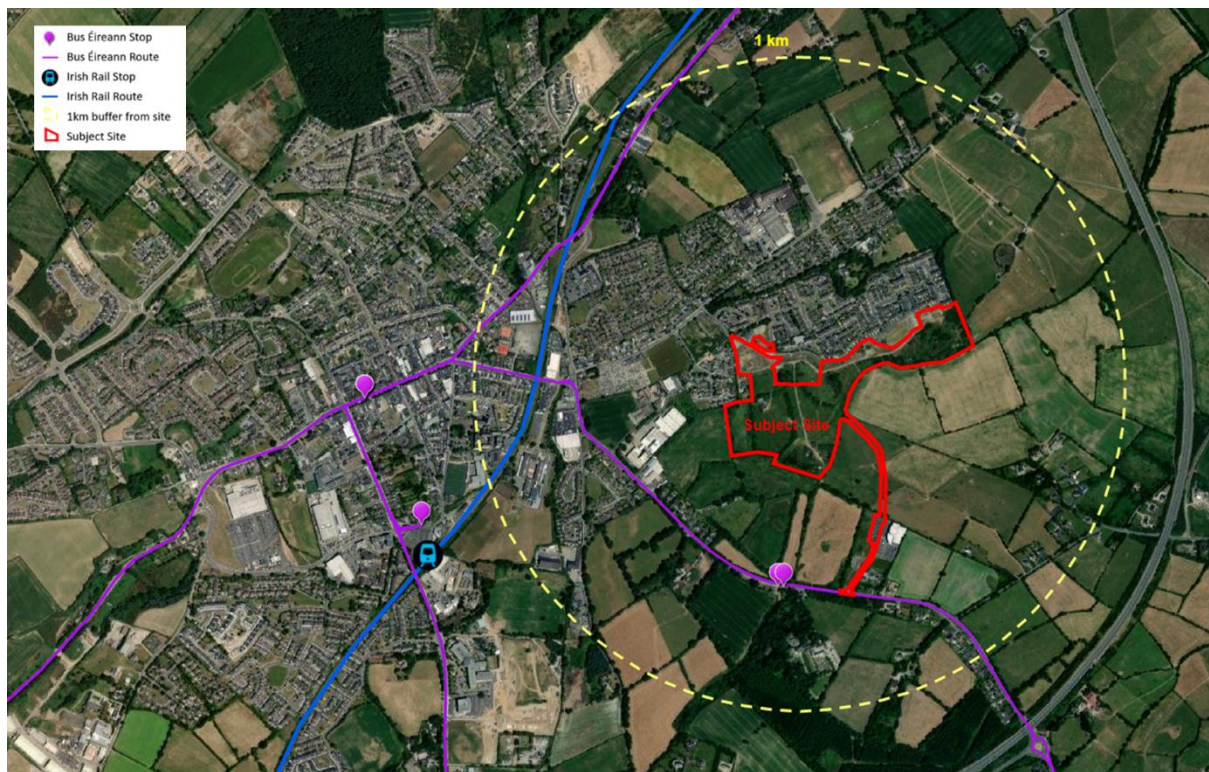 Bus Éireann Stop
Bus Éireann Route
Irish Rail Stop
Irish Rail Route
1km buffer from site
Subject Site
1 km
Subject Site